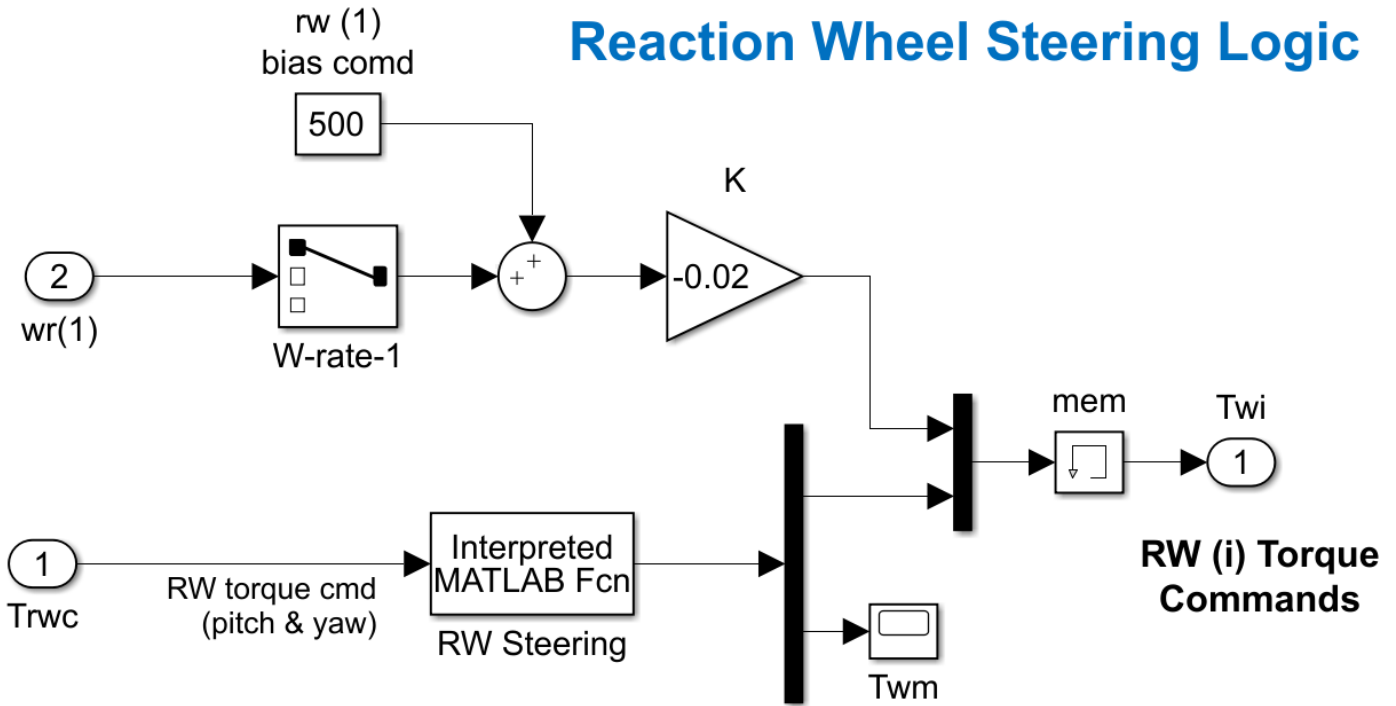 Reaction Wheel Steering Logic
rw (1)
bias comd
500
K
2
wr(1)
W-rate-1
+
+
-0.02
mem
Twi
1
1
Trwc
RW torque cmd
(pitch & yaw)
Interpreted
MATLAB Fcn
RW Steering
RW (i) Torque
Commands
Twm